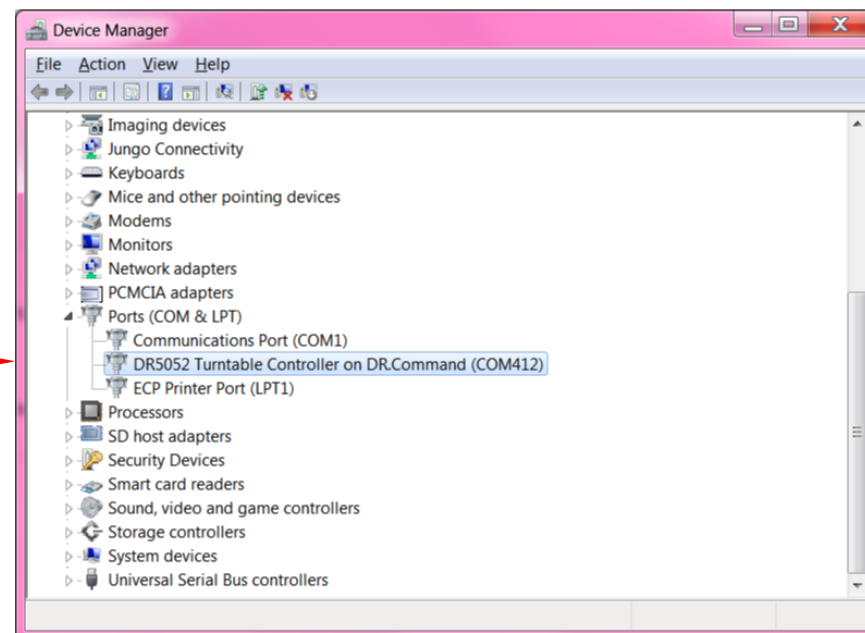 Device Manager
File Action View Help
Imaging devices
Jungo Connectivity
Keyboards
Mice and other pointing devices
Modems
Monitors
Network adapters
PCMCIA adapters
Ports (COM & LPT)
Communications Port (COM1)
DR5052 Turntable Controller on DR.Command (COM412)
ECP Printer Port (LPT1)
Processors
SD host adapters
Security Devices
Smart card readers
Sound, video and game controllers
Storage controllers
System devices
Universal Serial Bus controllers